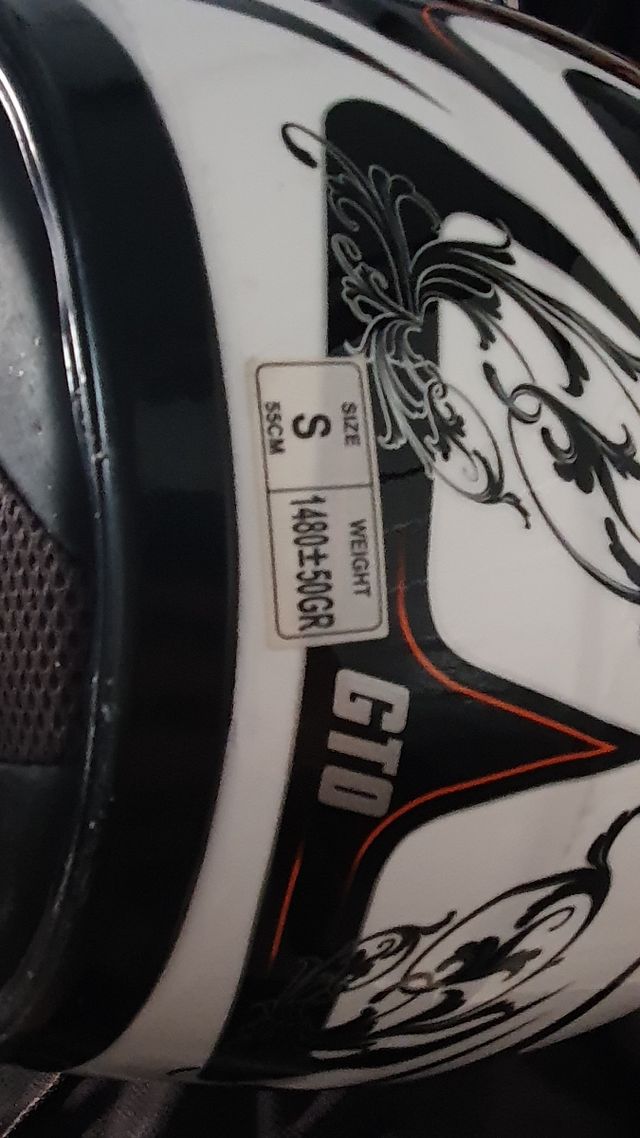 SIZE
S
55CM
WEIGHT
1480±50GR
GTO